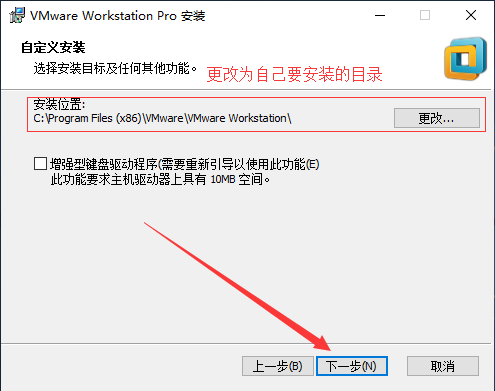 VMware Workstation Pro 安装
自定义安装
选择安装目标及任何其他功能。
更改为自己要安装的目录
安装位置:
C:\Program Files (x86)\VMware\VMware Workstation\
更改...
增强型键盘驱动程序(需要重新引导以使用此功能(E)
此功能要求主机驱动器上具有 10MB 空间。
上一步(B)
下一步(N)
取消